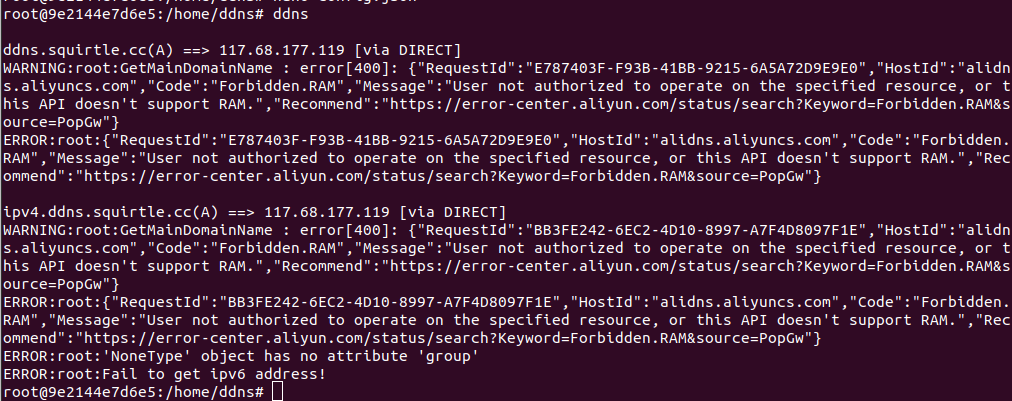 root@9e2144e7d6e5:/home/ddns# ddns
ddns.squirtle.cc(A) ==> 117.68.177.119 [via DIRECT]
WARNING:root:GetMainDomainName : error[400]: {"RequestId":"E787403F-F93B-41BB-9215-6A5A72D9E9E0","HostId":"alidn
s.aliyuncs.com","Code":"Forbidden.RAM","Message":"User not authorized to operate on the specified resource, or t
his API doesn't support RAM.","Recommend":"https://error-center.aliyun.com/status/search?Keyword=Forbidden.RAM&s
ource=PopGw"}
ERROR:root:{"RequestId":"E787403F-F93B-41BB-9215-6A5A72D9E9E0","HostId":"alidns.aliyuncs.com","Code":"Forbidden.
RAM","Message":"User not authorized to operate on the specified resource, or this API doesn't support RAM.","Rec
ommend":"https://error-center.aliyun.com/status/search?Keyword=Forbidden.RAM&source=PopGw"}
ipv4.ddns.squirtle.cc(A) ==> 117.68.177.119 [via DIRECT]
WARNING:root:GetMainDomainName : error[400]: {"RequestId":"BB3FE242-6EC2-4D10-8997-A7F4D8097F1E","HostId":"alidn
s.aliyuncs.com","Code":"Forbidden.RAM","Message":"User not authorized to operate on the specified resource, or t
his API doesn't support RAM.","Recommend":"https://error-center.aliyun.com/status/search?Keyword=Forbidden.RAM&s
ource=PopGw"}
ERROR:root:{"RequestId":"BB3FE242-6EC2-4D10-8997-A7F4D8097F1E","HostId":"alidns.aliyuncs.com","Code":"Forbidden.
RAM","Message":"User not authorized to operate on the specified resource, or this API doesn't support RAM.","Rec
ommend":"https://error-center.aliyun.com/status/search?Keyword=Forbidden.RAM&source=PopGw"}
ERROR:root:'NoneType' object has no attribute 'group'
ERROR:root:Fail to get ipv6 address!
root@9e2144e7d6e5:/home/ddns#